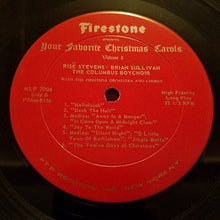 Firestone
presents
Your Favorite Christmas Carols
Volume 2
RISË STEVENS • BRIAN SULLIVAN
THE COLUMBUS BOYCHOIR
WITH THE FIRESTONE ORCHESTRA AND CHORUS
MLP 7006
Side B
High Fidelity
Long Play
33 1/3 RPM
1. "Hallelujah!"
2. "Deck The Hall"
3. Medley: "Away In A Manger";
"It Came Upon A Midnight Clear"
4. "Joy To The World"
5. Medley: "Silent Night"; "O Little
Town Of Bethlehem"; "Jingle Bells"
6. "The Twelve Days of Christmas"